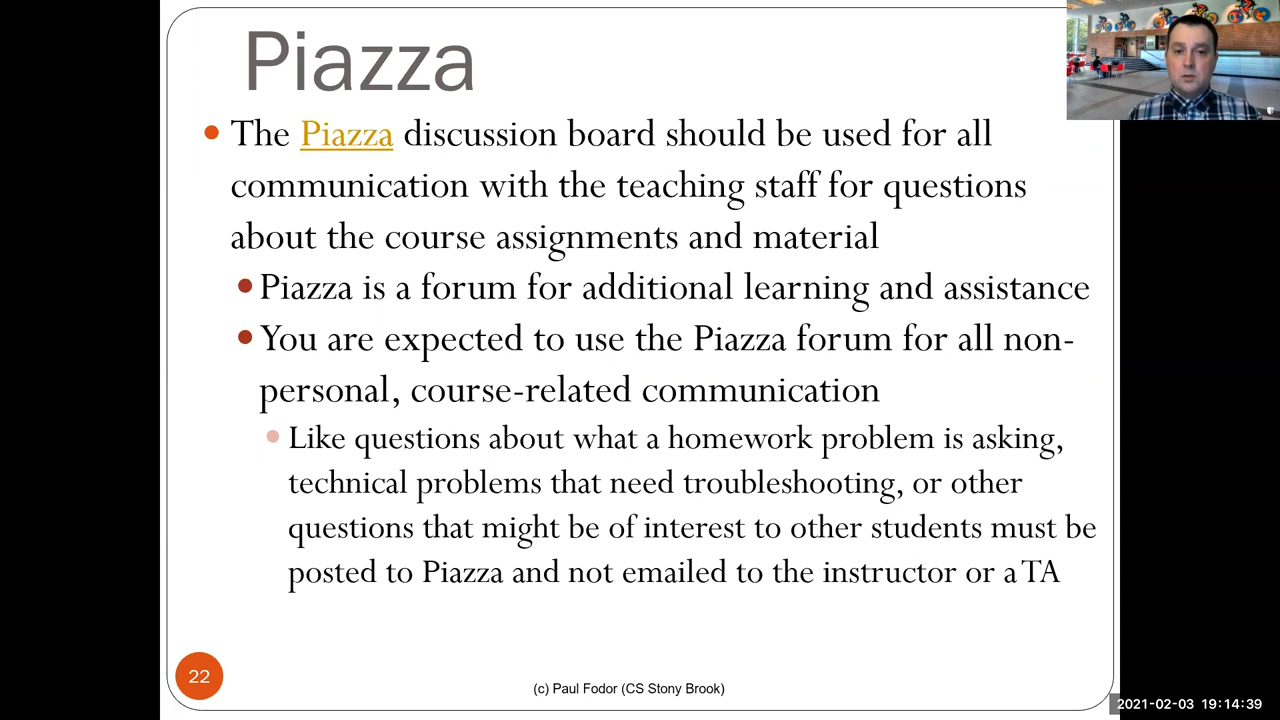 Piazza
The Piazza discussion board should be used for all
communication with the teaching staff for questions
about the course assignments and material
Piazza is a forum for additional learning and assistance
You are expected to use the Piazza forum for all non-
personal, course-related communication
Like questions about what a homework problem is asking,
technical problems that need troubleshooting, or other
questions that might be of interest to other students must be
posted to Piazza and not emailed to the instructor or a TA
22
(c) Paul Fodor (CS Stony Brook)
2021-02-03 19:14:39